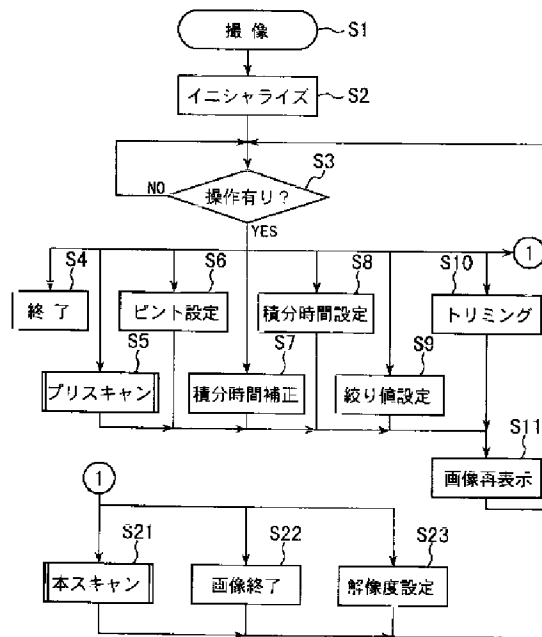 撮像
S1
イニシャライズ
S2
S3
操作有り?
NO
YES
1
S4
終了
S6
ピント設定
S8
積分時間設定
S10
トリミング
S5
プリスキャン
S7
積分時間補正
S9
絞り値設定
S11
画像再表示
1
S21
本スキャン
S22
画像終了
S23
解像度設定